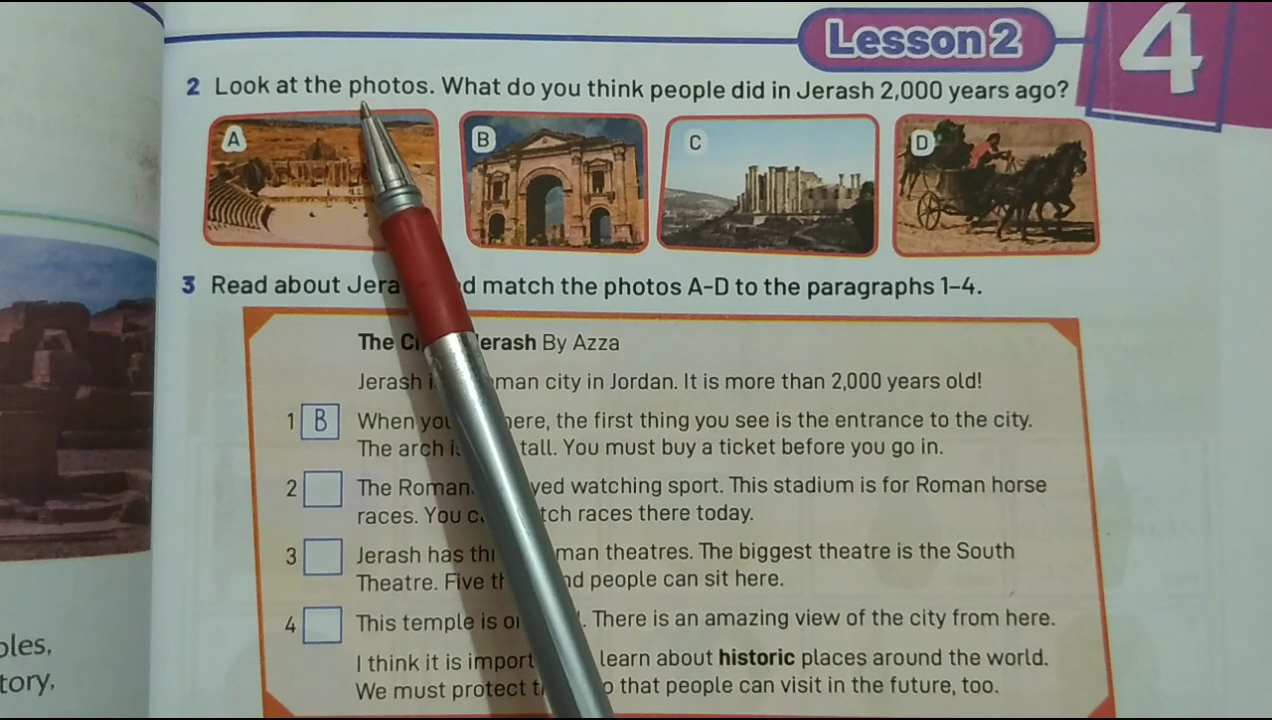 Lesson 2
4
2 Look at the photos. What do you think people did in Jerash 2,000 years ago?
A
B
C
D
3 Read about Jera d match the photos A-D to the paragraphs 1-4.
The Ci erash By Azza
Jerash i man city in Jordan. It is more than 2,000 years old!
1 B When you ere, the first thing you see is the entrance to the city.
The arch is tall. You must buy a ticket before you go in.
2 The Roman yed watching sport. This stadium is for Roman horse
races. You c tch races there today.
3 Jerash has th man theatres. The biggest theatre is the South
Theatre. Five th nd people can sit here.
4 This temple is o . There is an amazing view of the city from here.
I think it is import learn about historic places around the world.
We must protect t o that people can visit in the future, too.
ples,
tory,